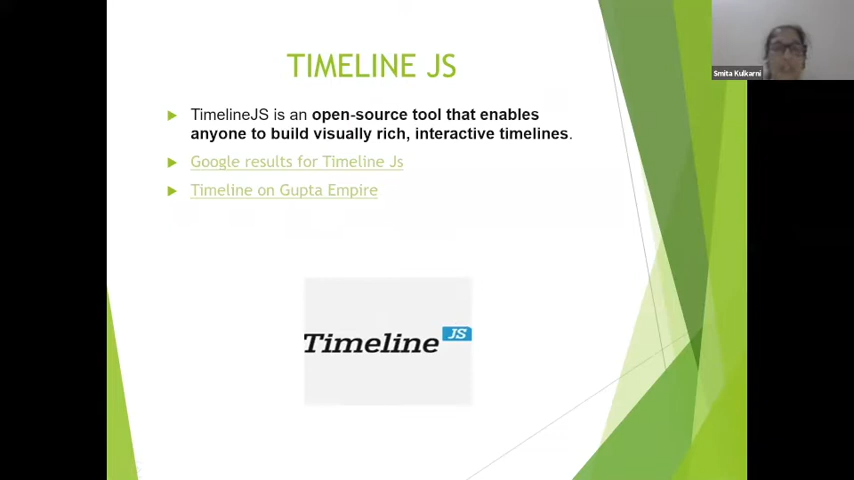 TIMELINE JS
Smita Kulkarni
TimelineJS is an open-source tool that enables
anyone to build visually rich, interactive timelines.
Google results for Timeline Js
Timeline on Gupta Empire
Timeline JS